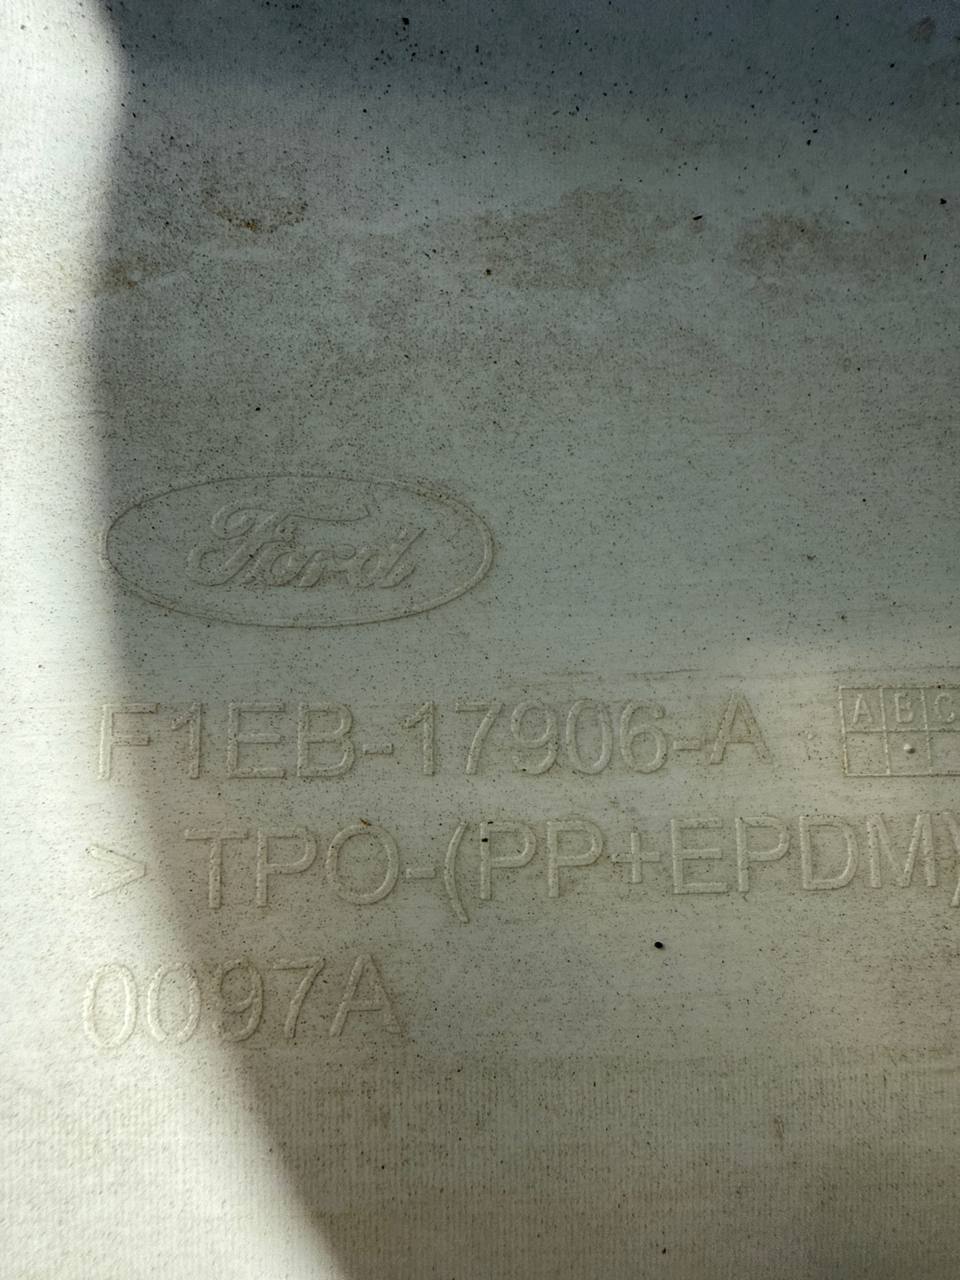 Ford
F1EB-17906-A A B C
> TPO-(PP+EPDM)
0097A